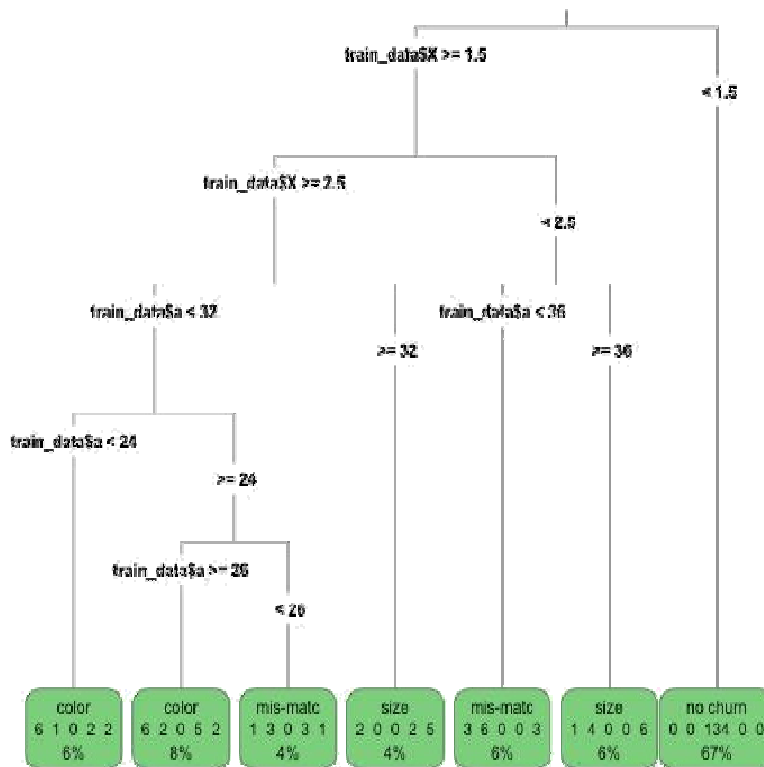 train_data$X >= 1.5
< 1.5
train_data$X >= 2.5
< 2.5
train_data$a < 32
train_data$a < 36
>= 32
>= 36
train_data$a < 24
>= 24
train_data$a >= 26
< 26
color
6 1 0 2 2
6%
color
6 2 0 5 2
8%
mis-matc
1 3 0 3 1
4%
size
2 0 0 2 5
4%
mis-matc
3 6 0 0 3
6%
size
1 4 0 0 6
6%
no churn
0 0 134 0 0
67%